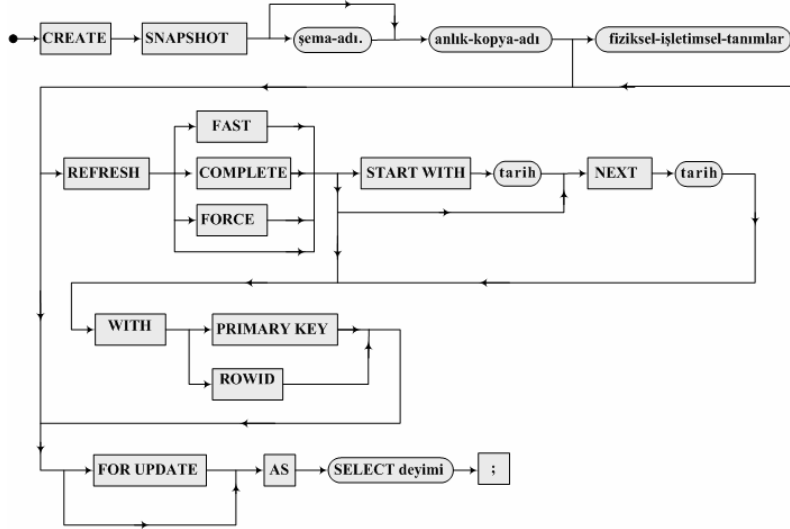 CREATE SNAPSHOT şema-adı. anlık-kopya-adı fiziksel-işletimsel-tanımlar
FAST
REFRESH COMPLETE START WITH tarih NEXT tarih
FORCE
WITH PRIMARY KEY
ROWID
FOR UPDATE AS SELECT deyimi ;